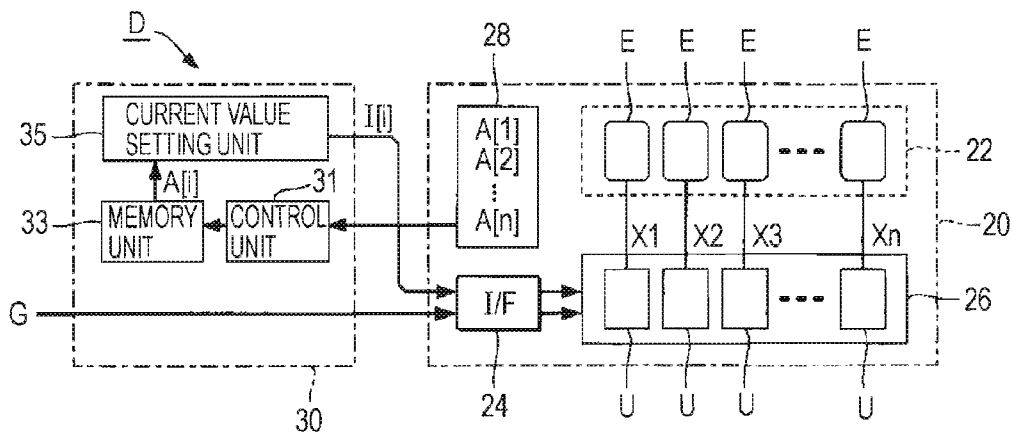 D
28
E E E E
CURRENT VALUE
SETTING UNIT
I[i]
35
A[1]
A[2]
⋮
A[n]
22
A[i]
31
33
MEMORY
UNIT
CONTROL
UNIT
X1 X2 X3 Xn
20
G
I/F
26
30
24
U U U U